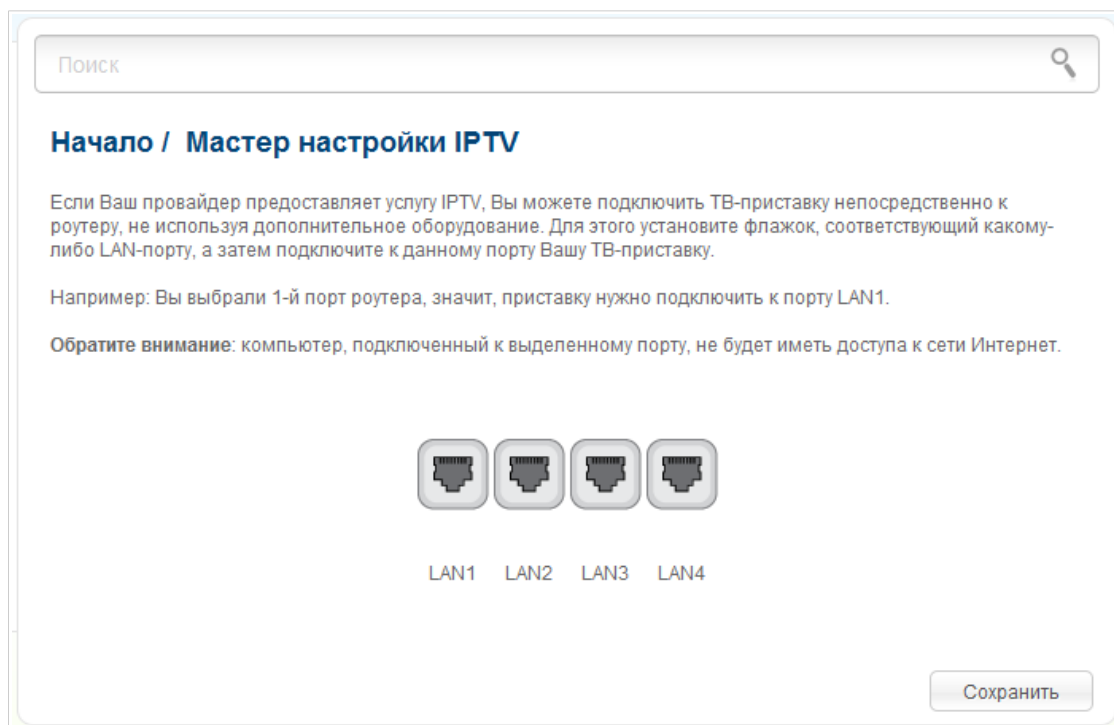 Поиск
Начало / Мастер настройки IPTV
Если Ваш провайдер предоставляет услугу IPTV, Вы можете подключить ТВ-приставку непосредственно к
роутеру, не используя дополнительное оборудование. Для этого установите флажок, соответствующий какому-
либо LAN-порту, а затем подключите к данному порту Вашу ТВ-приставку.
Например: Вы выбрали 1-й порт роутера, значит, приставку нужно подключить к порту LAN1.
Обратите внимание: компьютер, подключенный к выделенному порту, не будет иметь доступа к сети Интернет.
LAN1 LAN2 LAN3 LAN4
Сохранить